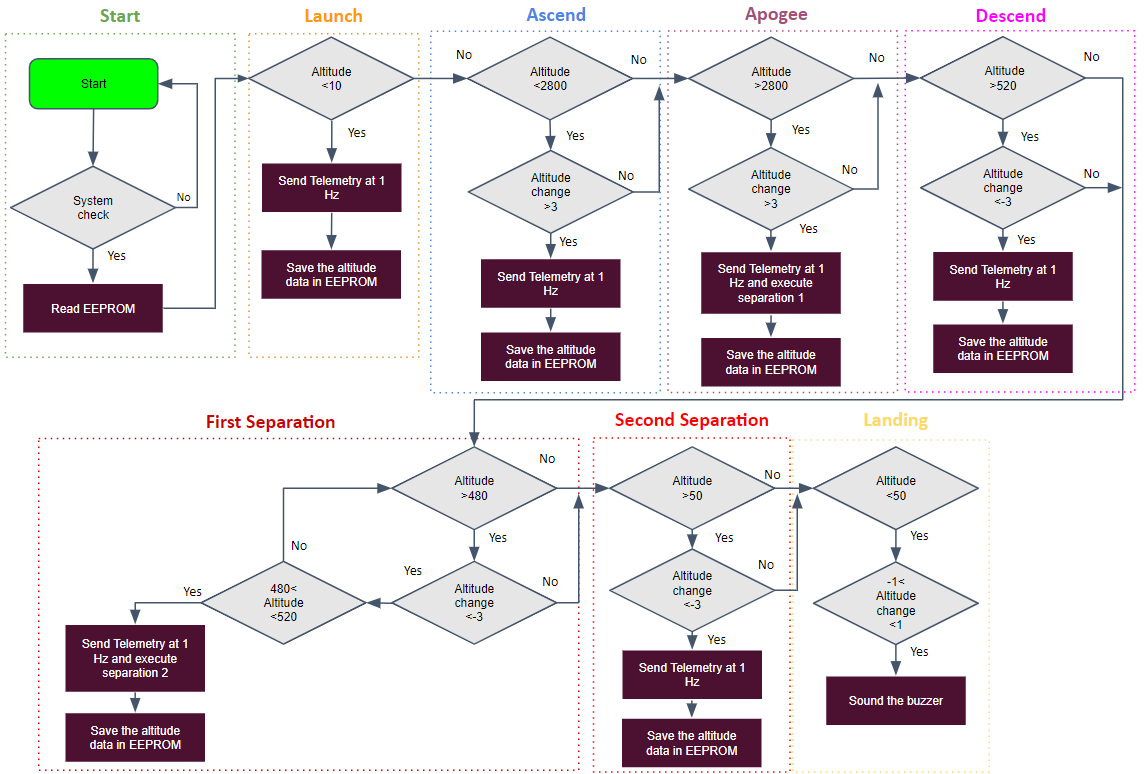 Start
Start
System
check
No
Yes
Read EEPROM
Launch
Altitude
<10
No
Yes
Send Telemetry at 1
Hz
Save the altitude
data in EEPROM
Ascend
Altitude
<2800
No
Yes
Altitude
change
>3
No
Yes
Send Telemetry at 1
Hz
Save the altitude
data in EEPROM
Apogee
Altitude
>2800
No
Yes
Altitude
change
>3
No
Yes
Send Telemetry at 1
Hz and execute
separation 1
Save the altitude
data in EEPROM
Descend
Altitude
>520
No
Yes
Altitude
change
<-3
No
Yes
Send Telemetry at 1
Hz
Save the altitude
data in EEPROM
First Separation
Altitude
>480
No
Yes
Altitude
change
<-3
No
Yes
480<
Altitude
<520
No
Yes
Send Telemetry at 1
Hz and execute
separation 2
Save the altitude
data in EEPROM
Second Separation
Altitude
>50
No
Yes
Altitude
change
<-3
No
Yes
Send Telemetry at 1
Hz
Save the altitude
data in EEPROM
Landing
Altitude
<50
Yes
-1<
Altitude
change
<1
Yes
Sound the buzzer